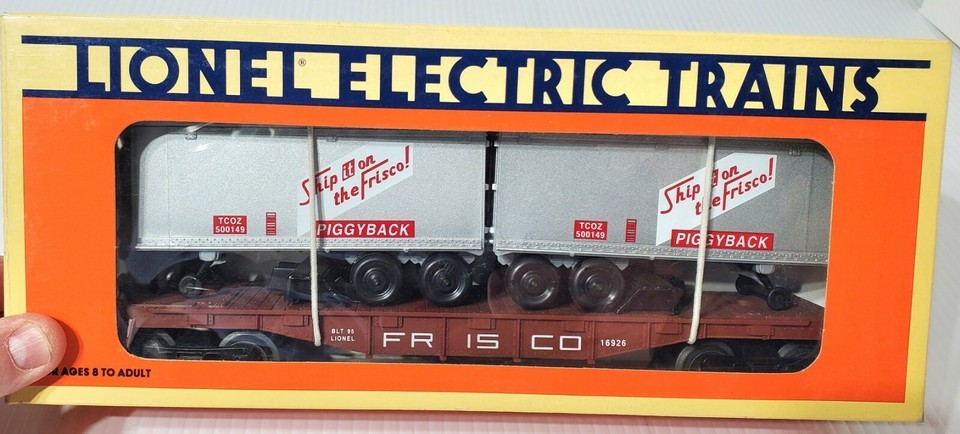 LIONEL® ELECTRIC TRAINS
Ship it on
the Frisco!
TCOZ
500149
PIGGYBACK
Ship it on
the Frisco!
TCOZ
500149
PIGGYBACK
BLT 95
LIONEL
FRISCO
16926
AGES 8 TO ADULT